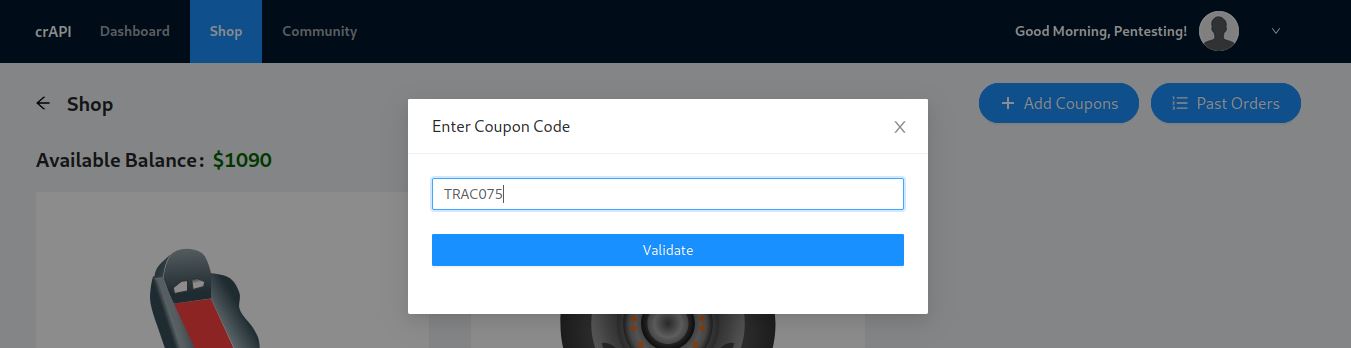 crAPI Dashboard Shop Community Good Morning, Pentesting!
Shop
Add Coupons Past Orders
Available Balance: $1090
Enter Coupon Code
TRAC075
Validate